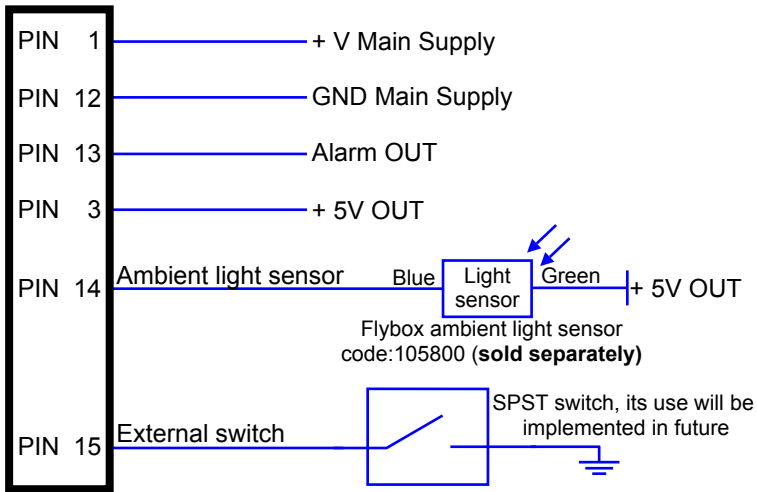 PIN 1 + V Main Supply
PIN 12 GND Main Supply
PIN 13 Alarm OUT
PIN 3 + 5V OUT
PIN 14 Ambient light sensor Blue Light sensor Green + 5V OUT
Flybox ambient light sensor
code:105800 (sold separately)
PIN 15 External switch
SPST switch, its use will be
implemented in future